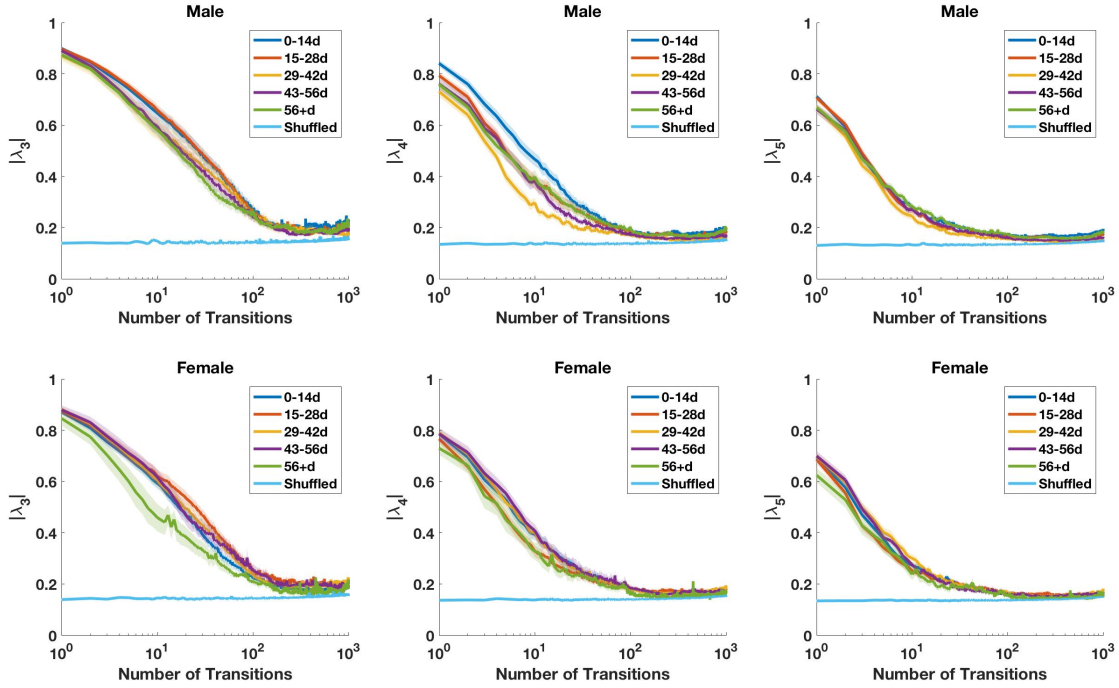 Male
1
0.8
0.6
0.4
0.2
0
|λ3|
0-14d
15-28d
29-42d
43-56d
56+d
Shuffled
10^0 10^1 10^2 10^3
Number of Transitions
Male
1
0.8
0.6
0.4
0.2
0
|λ4|
0-14d
15-28d
29-42d
43-56d
56+d
Shuffled
10^0 10^1 10^2 10^3
Number of Transitions
Male
1
0.8
0.6
0.4
0.2
0
|λ5|
0-14d
15-28d
29-42d
43-56d
56+d
Shuffled
10^0 10^1 10^2 10^3
Number of Transitions
Female
1
0.8
0.6
0.4
0.2
0
|λ3|
0-14d
15-28d
29-42d
43-56d
56+d
Shuffled
10^0 10^1 10^2 10^3
Number of Transitions
Female
1
0.8
0.6
0.4
0.2
0
|λ4|
0-14d
15-28d
29-42d
43-56d
56+d
Shuffled
10^0 10^1 10^2 10^3
Number of Transitions
Female
1
0.8
0.6
0.4
0.2
0
|λ5|
0-14d
15-28d
29-42d
43-56d
56+d
Shuffled
10^0 10^1 10^2 10^3
Number of Transitions